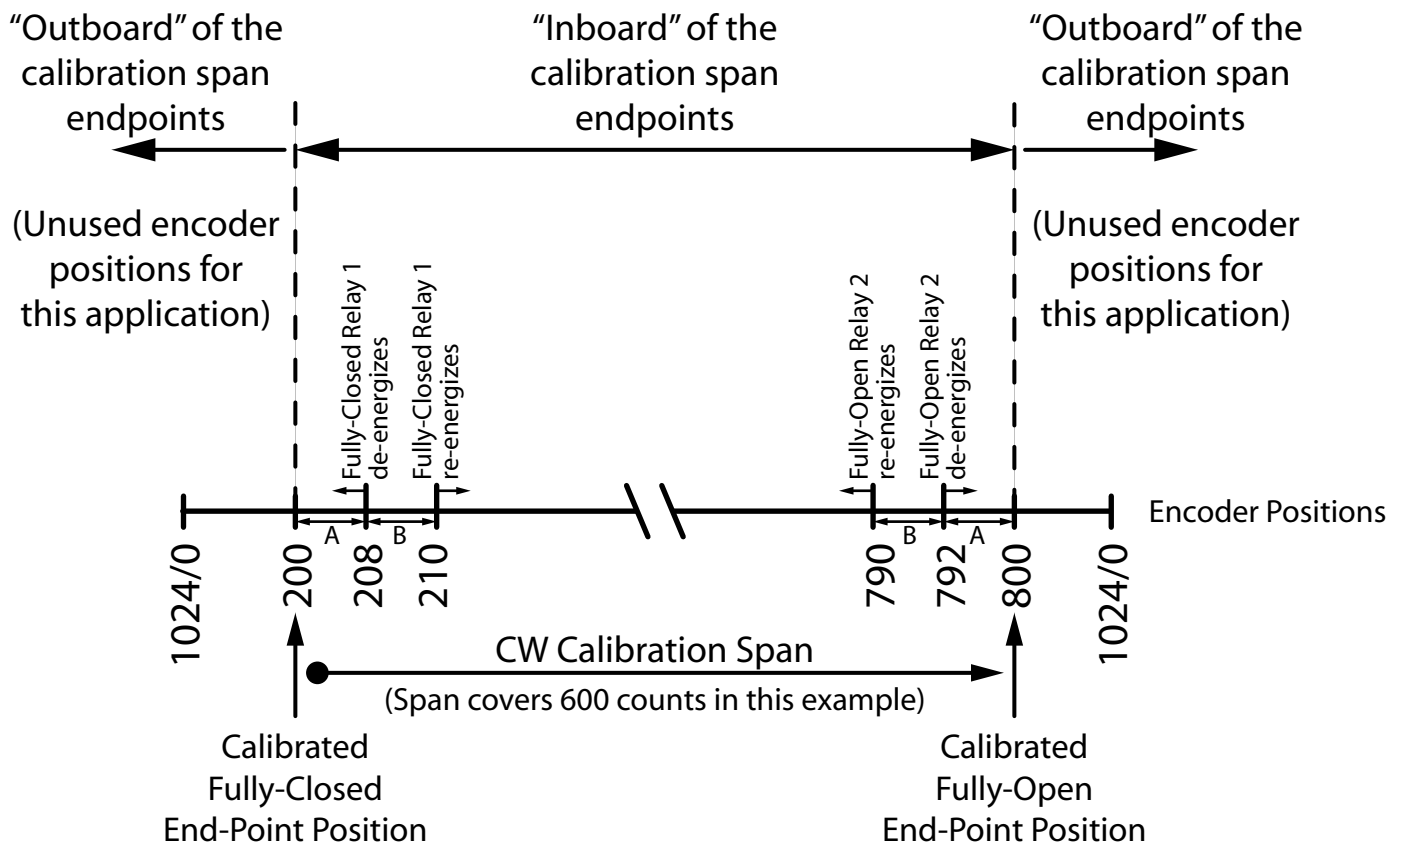 “Outboard” of the
calibration span
endpoints
“Inboard” of the
calibration span
endpoints
“Outboard” of the
calibration span
endpoints
(Unused encoder
positions for
this application)
(Unused encoder
positions for
this application)
Fully-Closed Relay 1
de-energizes
Fully-Closed Relay 1
re-energizes
Fully-Open Relay 2
re-energizes
Fully-Open Relay 2
de-energizes
Encoder Positions
A
B
B
A
1024/0
200
208
210
790
792
800
1024/0
CW Calibration Span
(Span covers 600 counts in this example)
Calibrated
Fully-Closed
End-Point Position
Calibrated
Fully-Open
End-Point Position